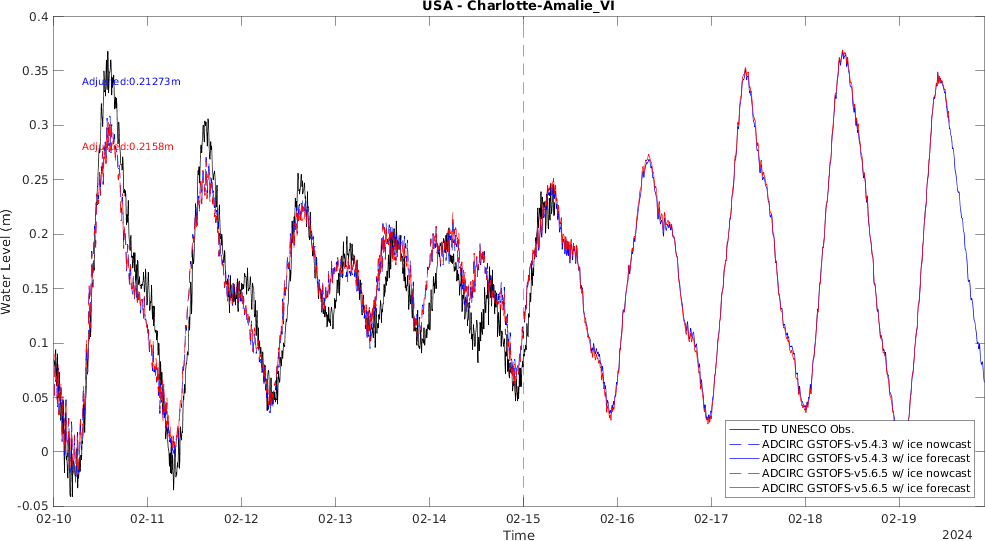 USA - Charlotte-Amalie_VI
0.4
0.35
0.3
0.25
0.2
0.15
0.1
0.05
0
-0.05
Water Level (m)
Adjusted:0.21273m
Adjusted:0.2158m
TD UNESCO Obs.
ADCIRC GSTOFS-v5.4.3 w/ ice nowcast
ADCIRC GSTOFS-v5.4.3 w/ ice forecast
ADCIRC GSTOFS-v5.6.5 w/ ice nowcast
ADCIRC GSTOFS-v5.6.5 w/ ice forecast
02-10 02-11 02-12 02-13 02-14 02-15 02-16 02-17 02-18 02-19
Time
2024